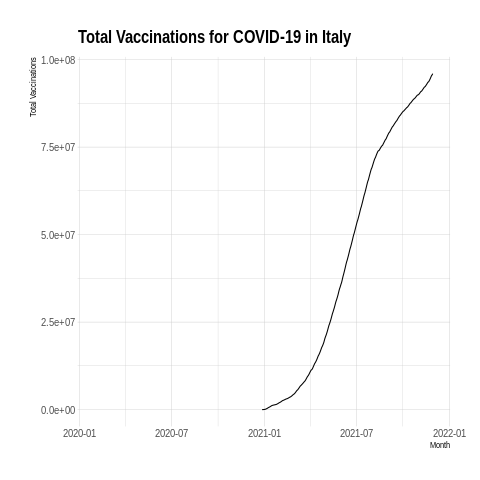 Total Vaccinations for COVID-19 in Italy
Total Vaccinations
1.0e+08
7.5e+07
5.0e+07
2.5e+07
0.0e+00
2020-01 2020-07 2021-01 2021-07 2022-01
Month